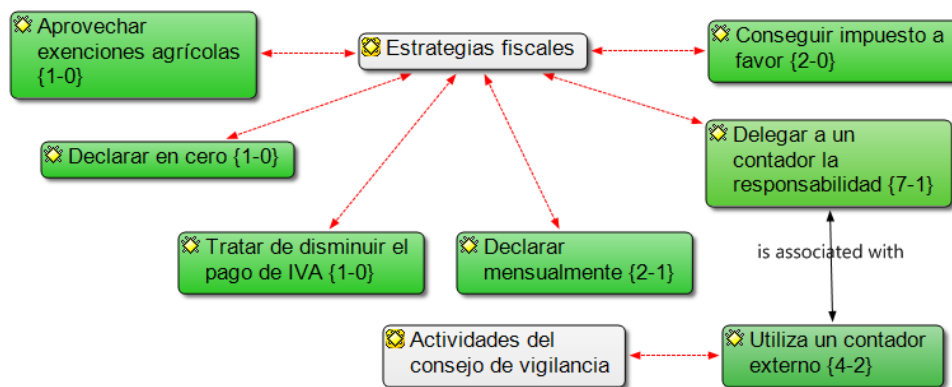 Aprovechar
exenciones agrícolas
{1-0}
Estrategias fiscales
Conseguir impuesto a
favor {2-0}
Declarar en cero {1-0}
Delegar a un
contador la
responsabilidad {7-1}
Tratar de disminuir el
pago de IVA {1-0}
Declarar
mensualmente {2-1}
is associated with
Actividades del
consejo de vigilancia
Utiliza un contador
externo {4-2}